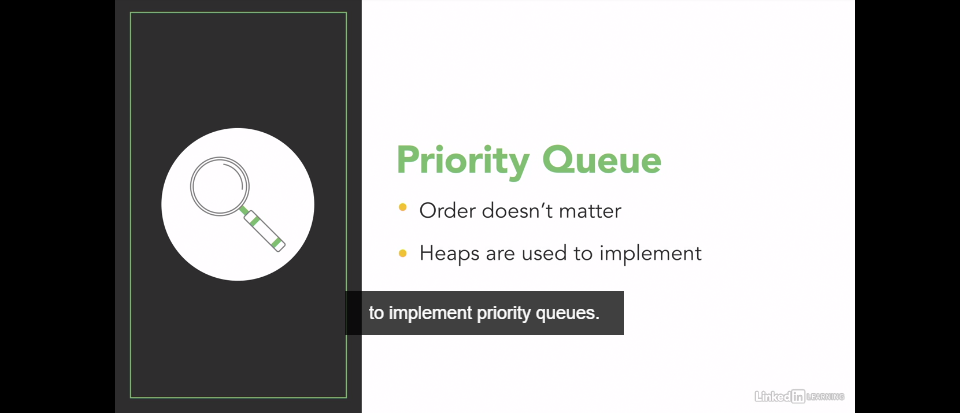 Priority Queue
Order doesn't matter
Heaps are used to implement
to implement priority queues.
LinkedIn LEARNING